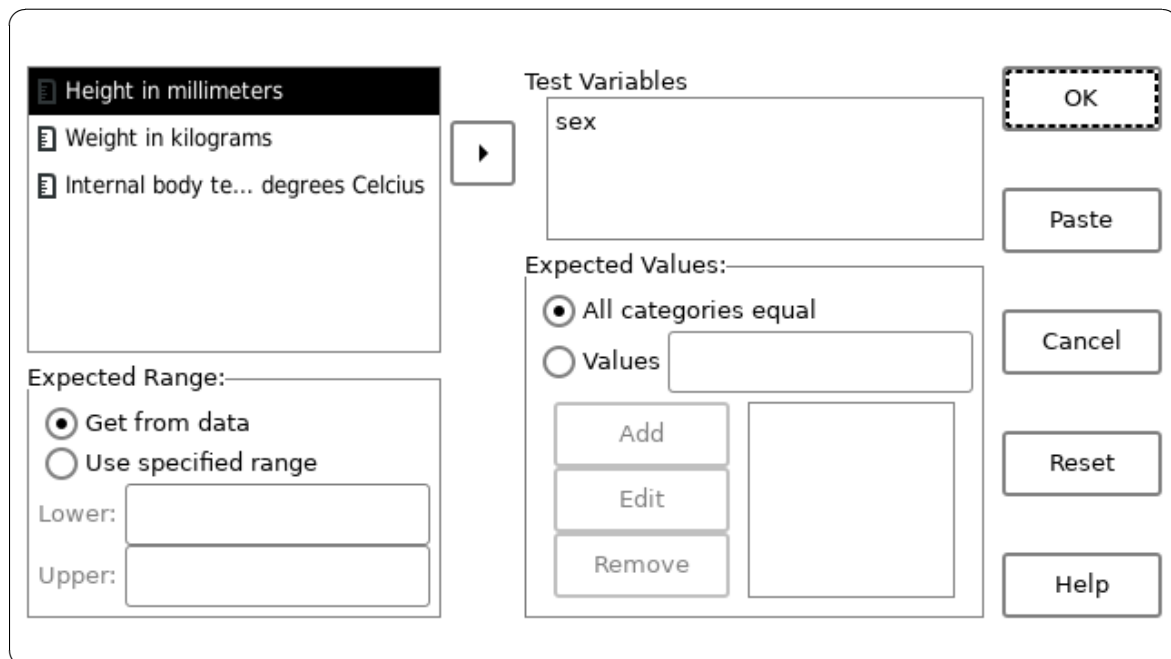 Height in millimeters
Weight in kilograms
Internal body te... degrees Celcius
Test Variables
sex
Expected Values:
All categories equal
Values
Add
Edit
Remove
Expected Range:
Get from data
Use specified range
Lower:
Upper:
OK
Paste
Cancel
Reset
Help